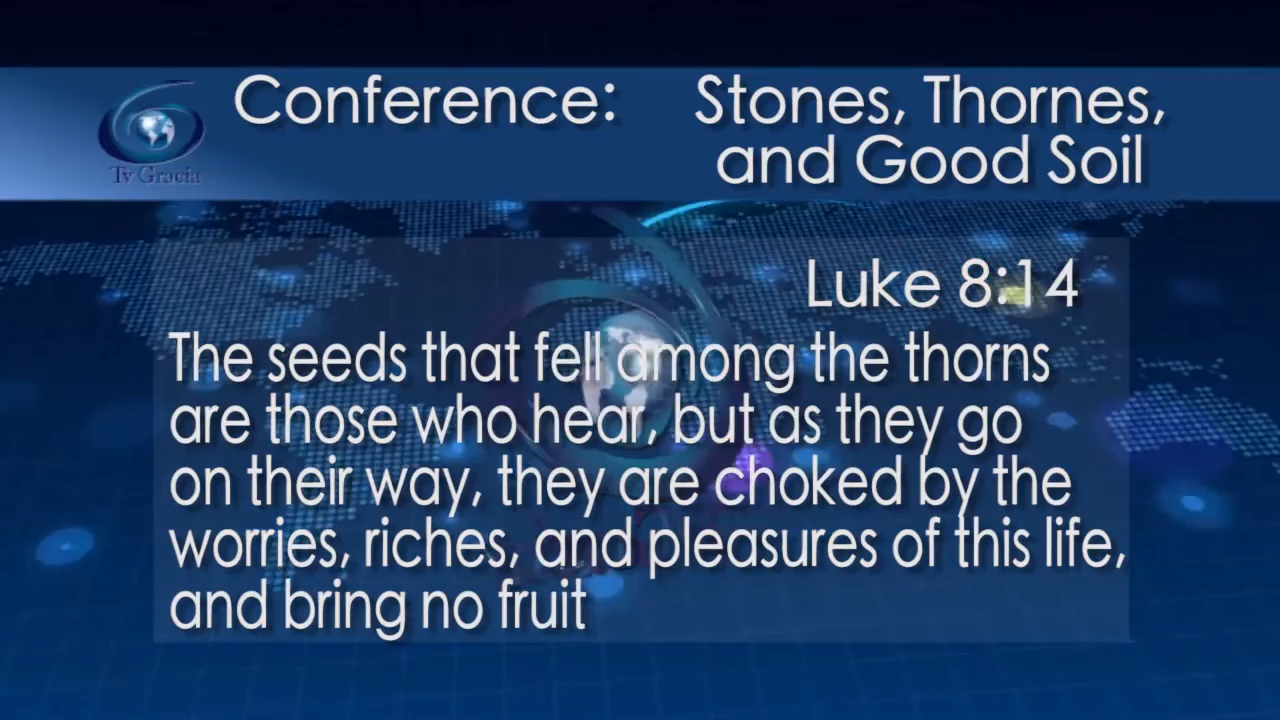 Conference: Stones, Thornes,
and Good Soil
Tv Gracia
Luke 8:14
The seeds that fell among the thorns
are those who hear, but as they go
on their way, they are choked by the
worries, riches, and pleasures of this life,
and bring no fruit